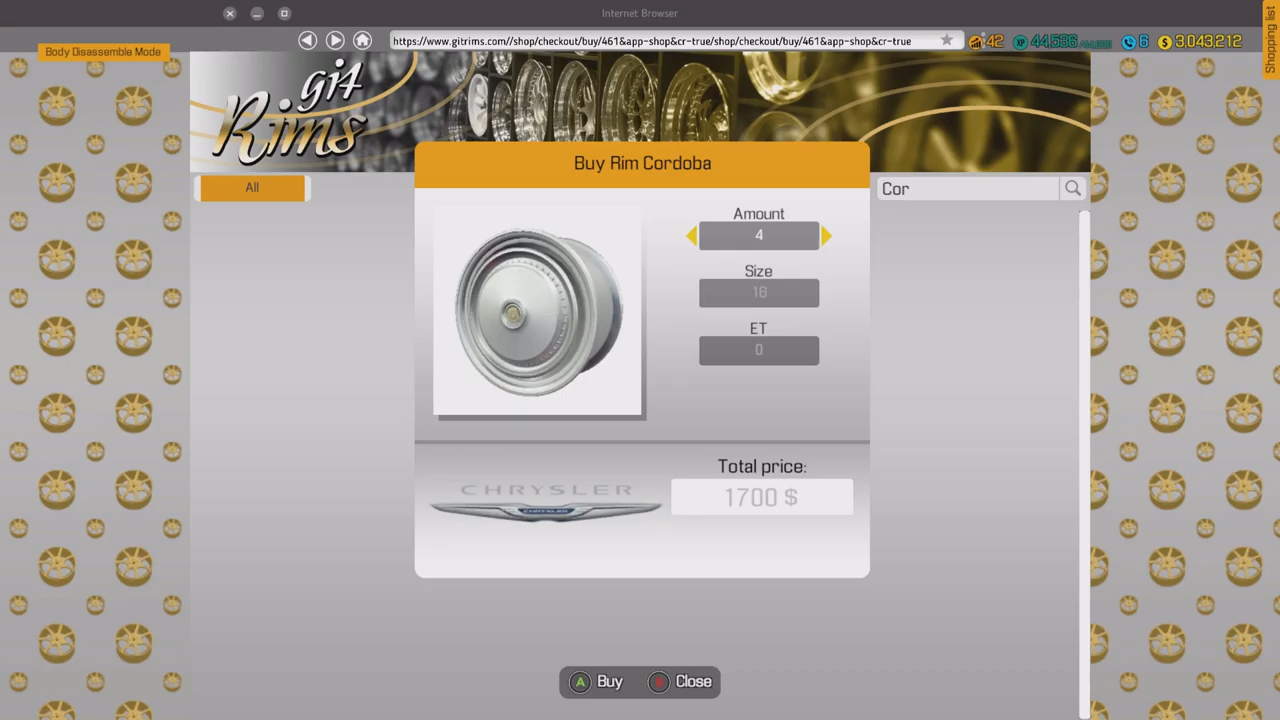 Internet Browser
https://www.gitrims.com//shop/checkout/buy/461&app-shop&cr-true/shop/checkout/buy/461&app-shop&cr-true
42
XP
44,536
6
$
3,043,212
Shopping list
Body Disassemble Mode
git
Rims
Buy Rim Cordoba
All
Cor
Amount
4
Size
16
ET
0
Total price:
1700 $
CHRYSLER
CHRYSLER
A Buy
B Close